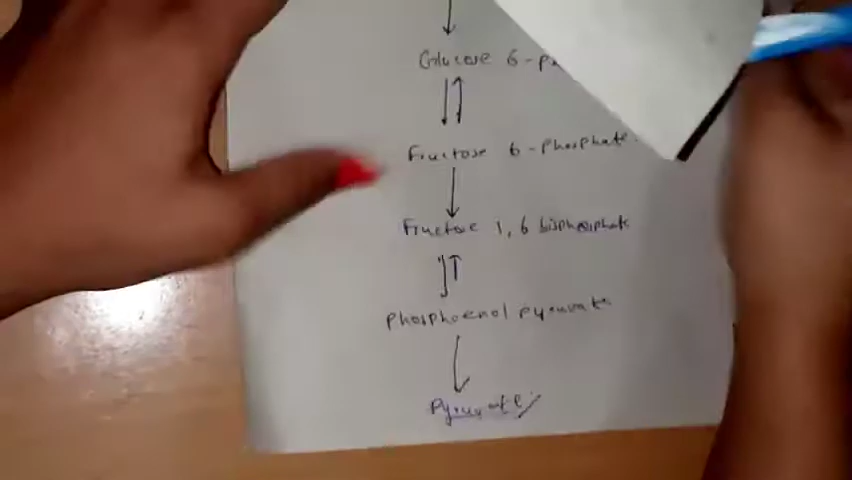 Glucose 6-p
Fructose 6-phosphate
Fructose 1,6 bisphosphate
phosphoenol pyruvate
Pyruvate